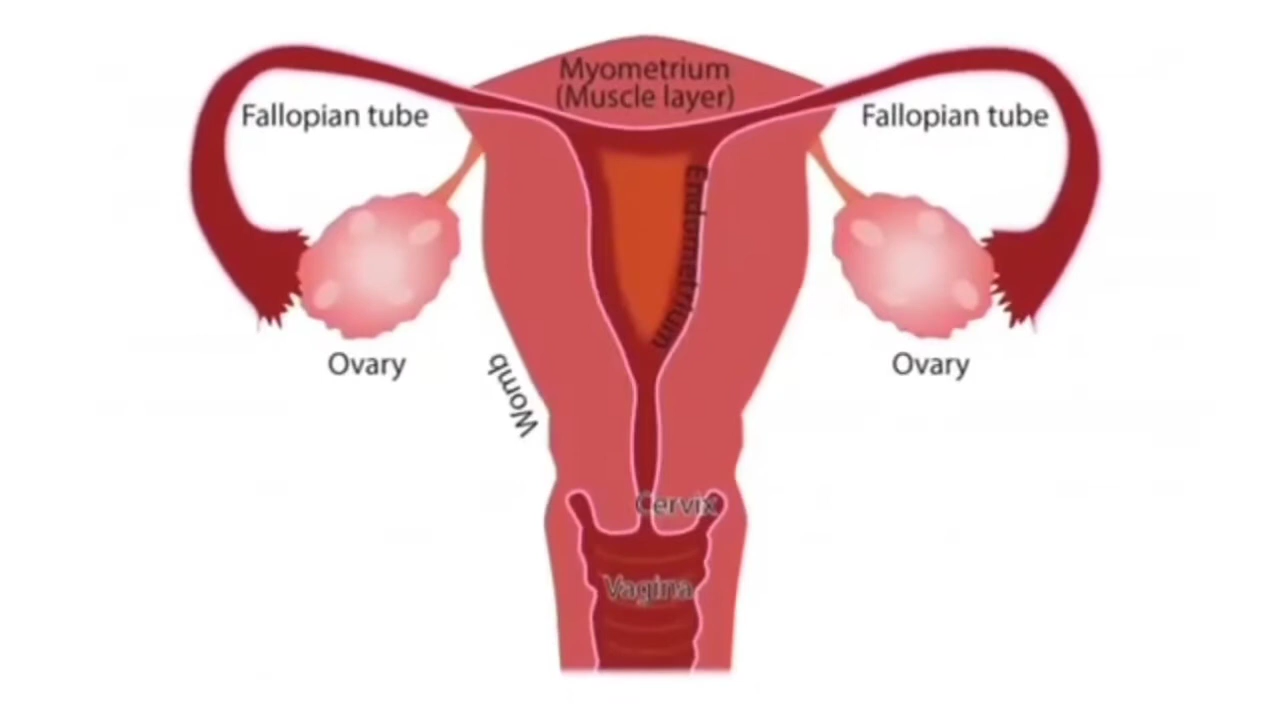 Myometrium
(Muscle layer)
Fallopian tube
Fallopian tube
Endometrium
Ovary
Ovary
Womb
Cervix
Vagina